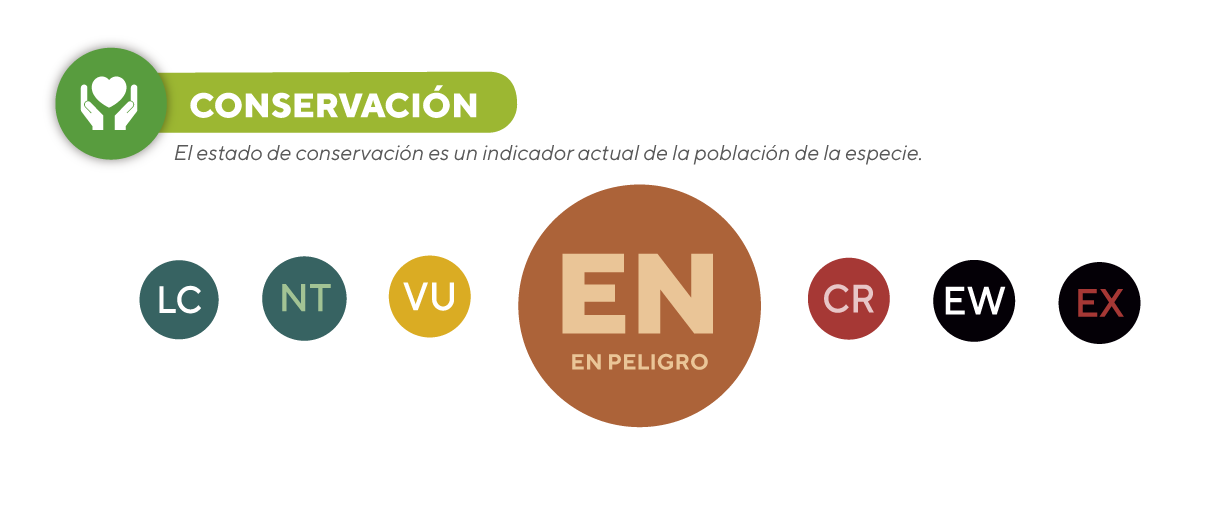 CONSERVACIÓN
El estado de conservación es un indicador actual de la población de la especie.
LC
NT
VU
EN
EN PELIGRO
CR
EW
EX